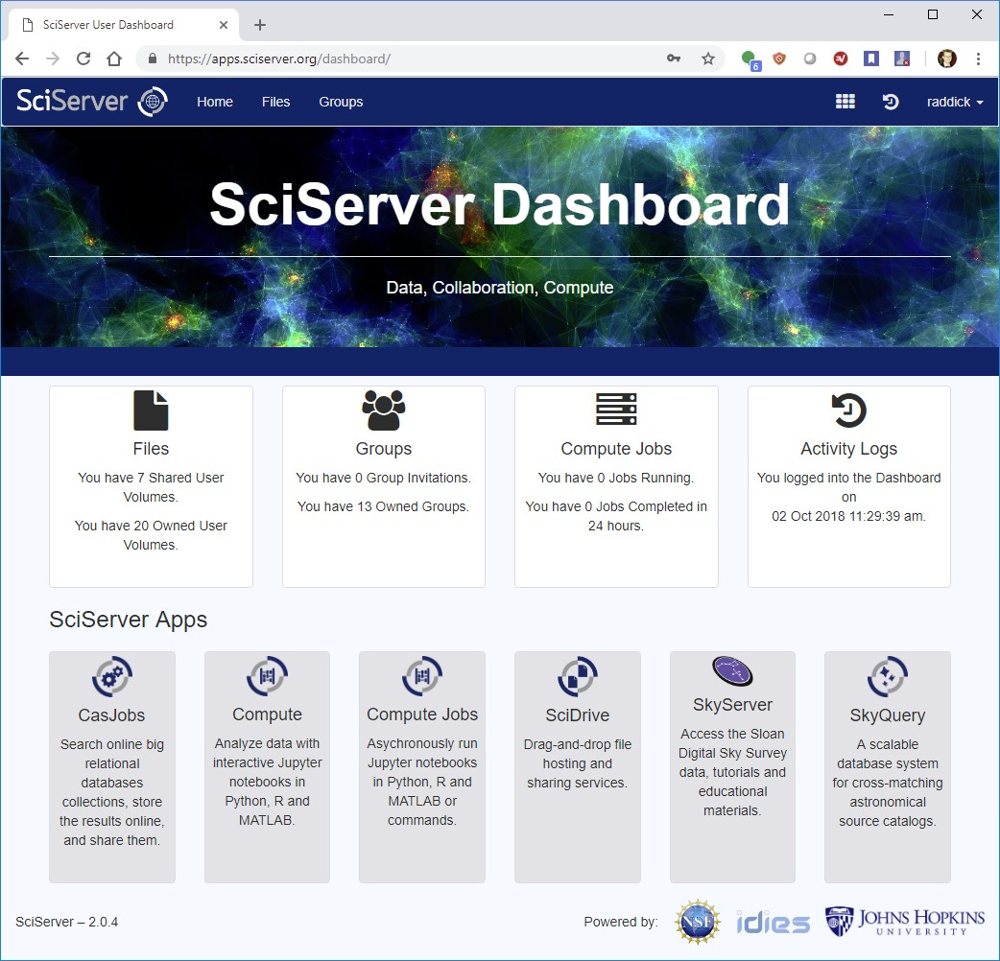 SciServer User Dashboard
https://apps.sciserver.org/dashboard/
6
SciServer
Home
Files
Groups
raddick
SciServer Dashboard
Data, Collaboration, Compute
Files
You have 7 Shared User
Volumes.
You have 20 Owned User
Volumes.
Groups
You have 0 Group Invitations.
You have 13 Owned Groups.
Compute Jobs
You have 0 Jobs Running.
You have 0 Jobs Completed in
24 hours.
Activity Logs
You logged into the Dashboard
on
02 Oct 2018 11:29:39 am.
SciServer Apps
CasJobs
Search online big
relational
databases
collections, store
the results online,
and share them.
Compute
Analyze data with
interactive Jupyter
notebooks in
Python, R and
MATLAB.
Compute Jobs
Asychronously run
Jupyter notebooks
in Python, R and
MATLAB or
commands.
SciDrive
Drag-and-drop file
hosting and
sharing services.
SkyServer
Access the Sloan
Digital Sky Survey
data, tutorials and
educational
materials.
SkyQuery
A scalable
database system
for cross-matching
astronomical
source catalogs.
SciServer – 2.0.4
Powered by:
NSF
idies
JOHNS HOPKINS
UNIVERSITY